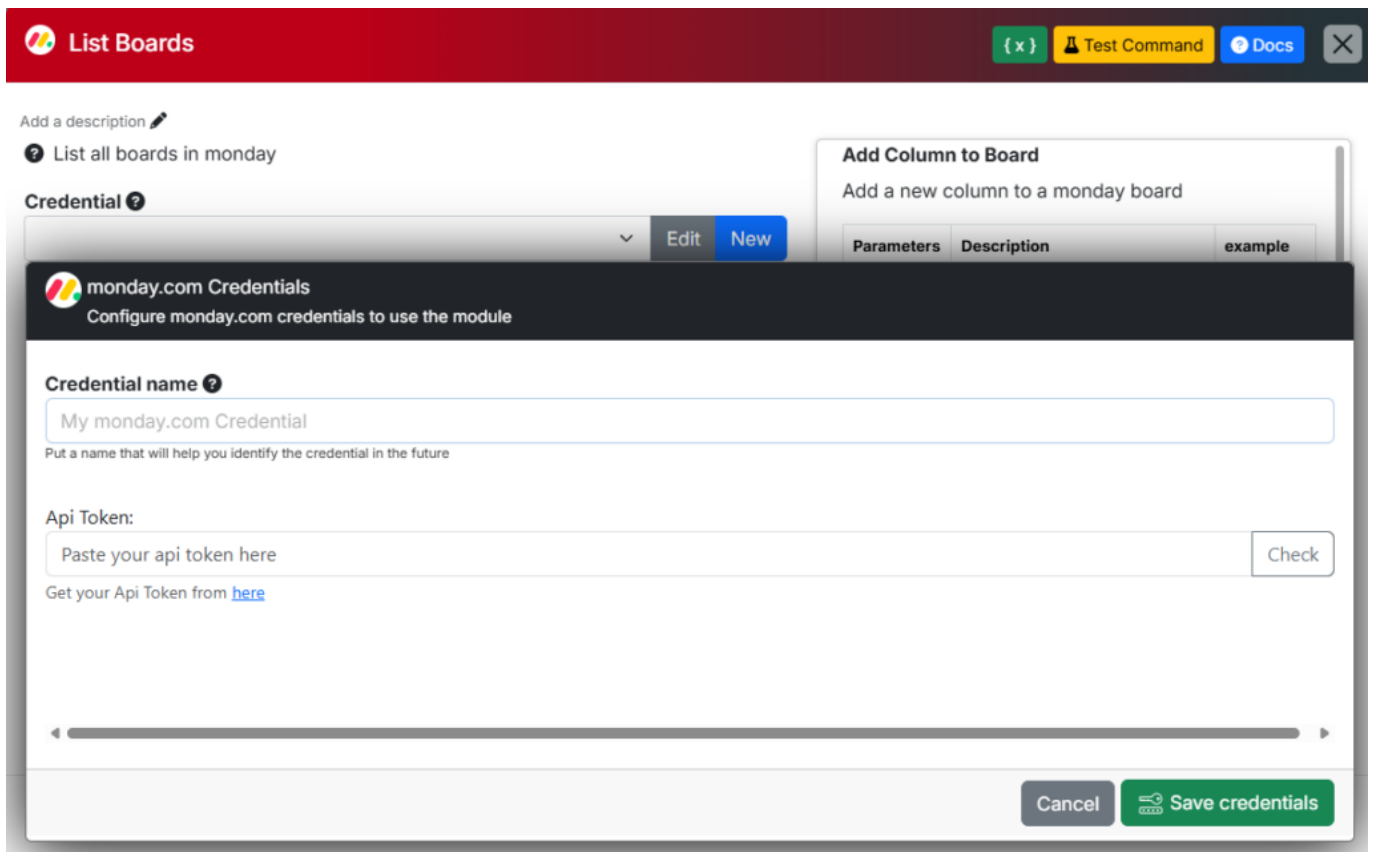 List Boards
{ x } Test Command Docs
Add a description
List all boards in monday
Credential
Edit New
Add Column to Board
Add a new column to a monday board
Parameters Description example
monday.com Credentials
Configure monday.com credentials to use the module
Credential name
My monday.com Credential
Put a name that will help you identify the credential in the future
Api Token:
Paste your api token here Check
Get your Api Token from here
Cancel Save credentials